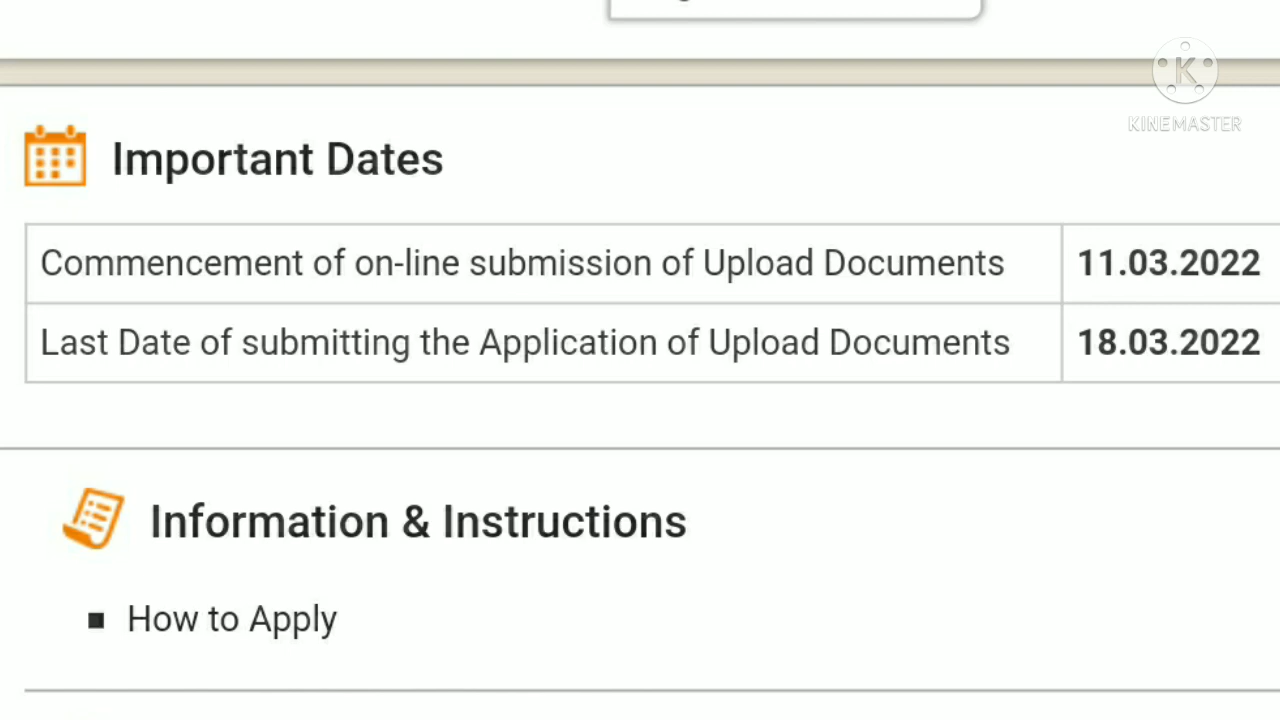 KINEMASTER
Important Dates
Commencement of on-line submission of Upload Documents 11.03.2022
Last Date of submitting the Application of Upload Documents 18.03.2022
Information & Instructions
How to Apply